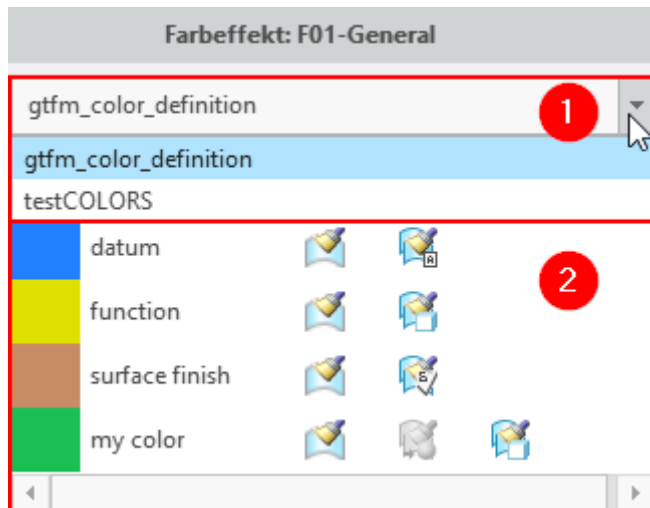 Farbeffekt: F01-General
gtfm_color_definition
1
gtfm_color_definition
testCOLORS
datum
A
2
function
surface finish
my color